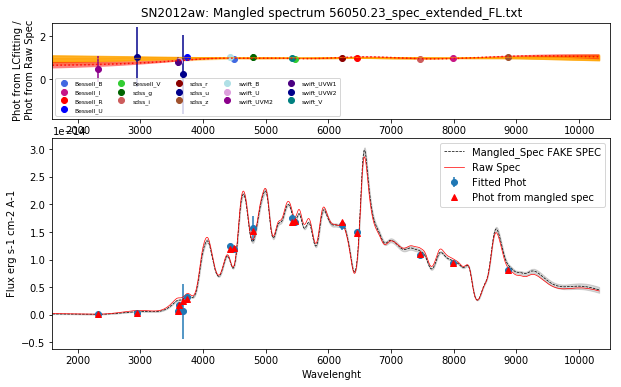 SN2012aw: Mangled spectrum 56050.23_spec_extended_FL.txt
Phot from LCfitting /
Phot from Raw Spec
2
0
Bessell_B
Bessell_I
Bessell_R
Bessell_U
Bessell_V
sdss_g
sdss_i
sdss_r
sdss_u
sdss_z
swift_B
swift_U
swift_UVM2
swift_UVW1
swift_UVW2
swift_V
2000 3000 4000 5000 6000 7000 8000 9000 10000
1e−14
Mangled_Spec FAKE SPEC
Raw Spec
Fitted Phot
Phot from mangled spec
Flux erg s-1 cm-2 A-1
3.0
2.5
2.0
1.5
1.0
0.5
0.0
−0.5
2000 3000 4000 5000 6000 7000 8000 9000 10000
Wavelenght